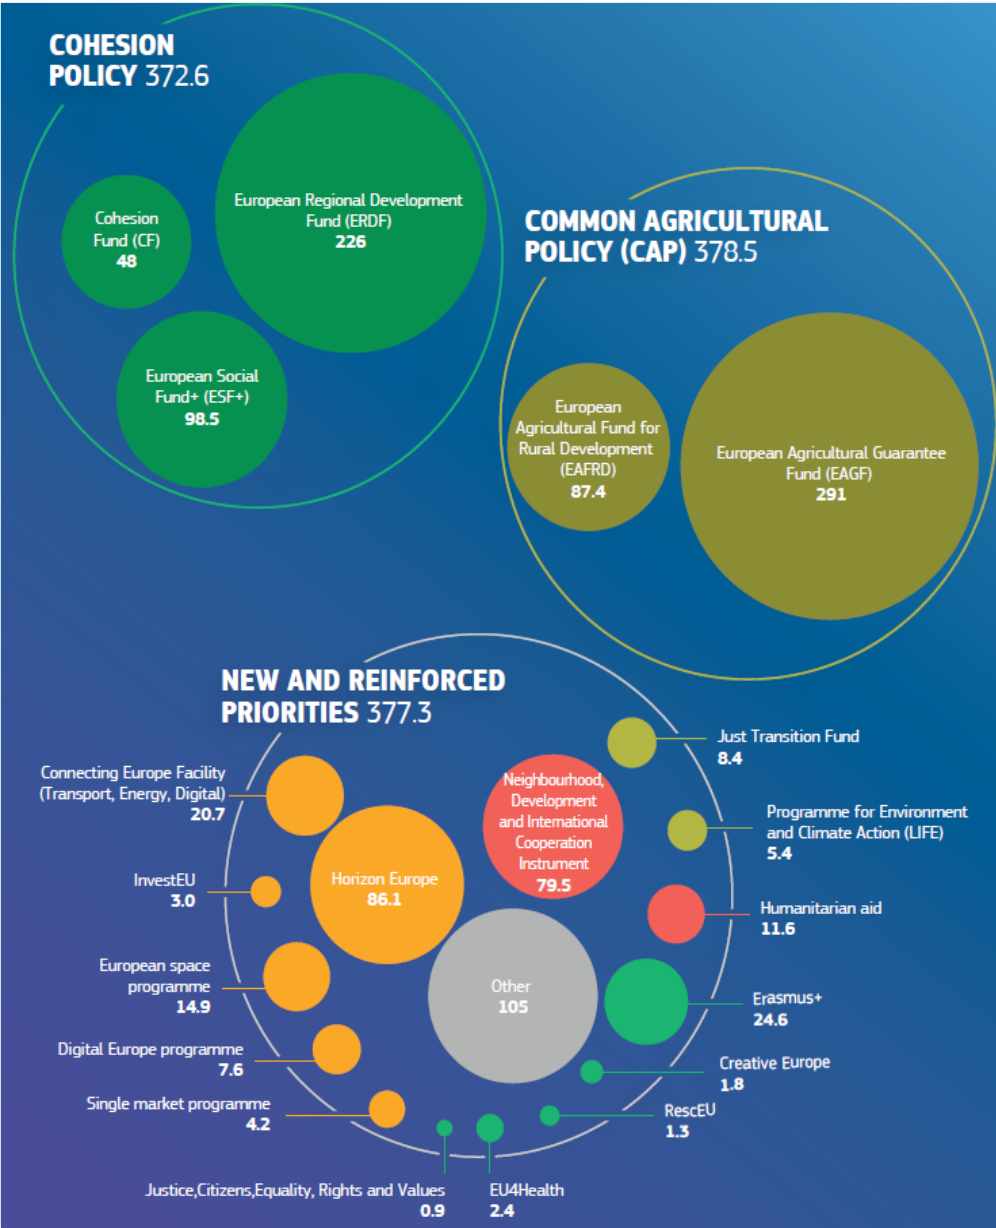 COHESION
POLICY 372.6
European Regional Development
Fund (ERDF)
226
Cohesion
Fund (CF)
48
European Social
Fund+ (ESF+)
98.5
COMMON AGRICULTURAL
POLICY (CAP) 378.5
European
Agricultural Fund for
Rural Development
(EAFRD)
87.4
European Agricultural Guarantee
Fund (EAGF)
291
NEW AND REINFORCED
PRIORITIES 377.3
Connecting Europe Facility
(Transport, Energy, Digital)
20.7
InvestEU
3.0
European space
programme
14.9
Digital Europe programme
7.6
Single market programme
4.2
Justice,Citizens,Equality, Rights and Values
0.9
EU4Health
2.4
RescEU
1.3
Creative Europe
1.8
Erasmus+
24.6
Humanitarian aid
11.6
Programme for Environment
and Climate Action (LIFE)
5.4
Just Transition Fund
8.4
Neighbourhood,
Development
and International
Cooperation
Instrument
79.5
Horizon Europe
86.1
Other
105